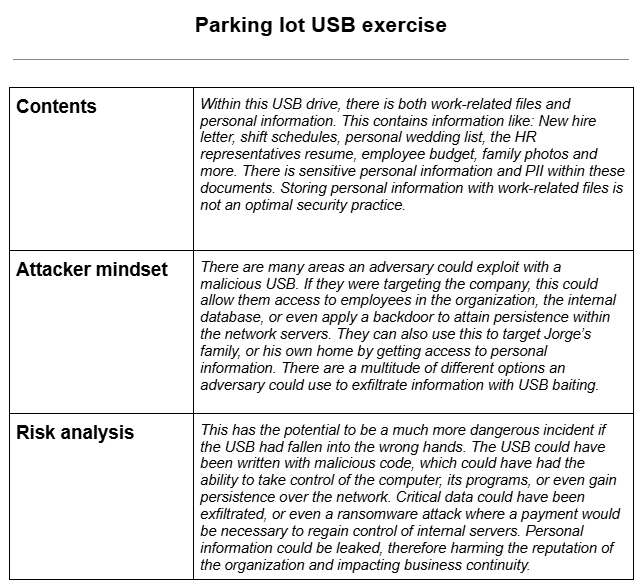 Parking lot USB exercise
Contents
Within this USB drive, there is both work-related files and
personal information. This contains information like: New hire
letter, shift schedules, personal wedding list, the HR
representatives resume, employee budget, family photos and
more. There is sensitive personal information and PII within these
documents. Storing personal information with work-related files is
not an optimal security practice.
Attacker mindset
There are many areas an adversary could exploit with a
malicious USB. If they were targeting the company, this could
allow them access to employees in the organization, the internal
database, or even apply a backdoor to attain persistence within
the network servers. They can also use this to target Jorge’s
family, or his own home by getting access to personal
information. There are a multitude of different options an
adversary could use to exfiltrate information with USB baiting.
Risk analysis
This has the potential to be a much more dangerous incident if
the USB had fallen into the wrong hands. The USB could have
been written with malicious code, which could have had the
ability to take control of the computer, its programs, or even gain
persistence over the network. Critical data could have been
exfiltrated, or even a ransomware attack where a payment would
be necessary to regain control of internal servers. Personal
information could be leaked, therefore harming the reputation of
the organization and impacting business continuity.